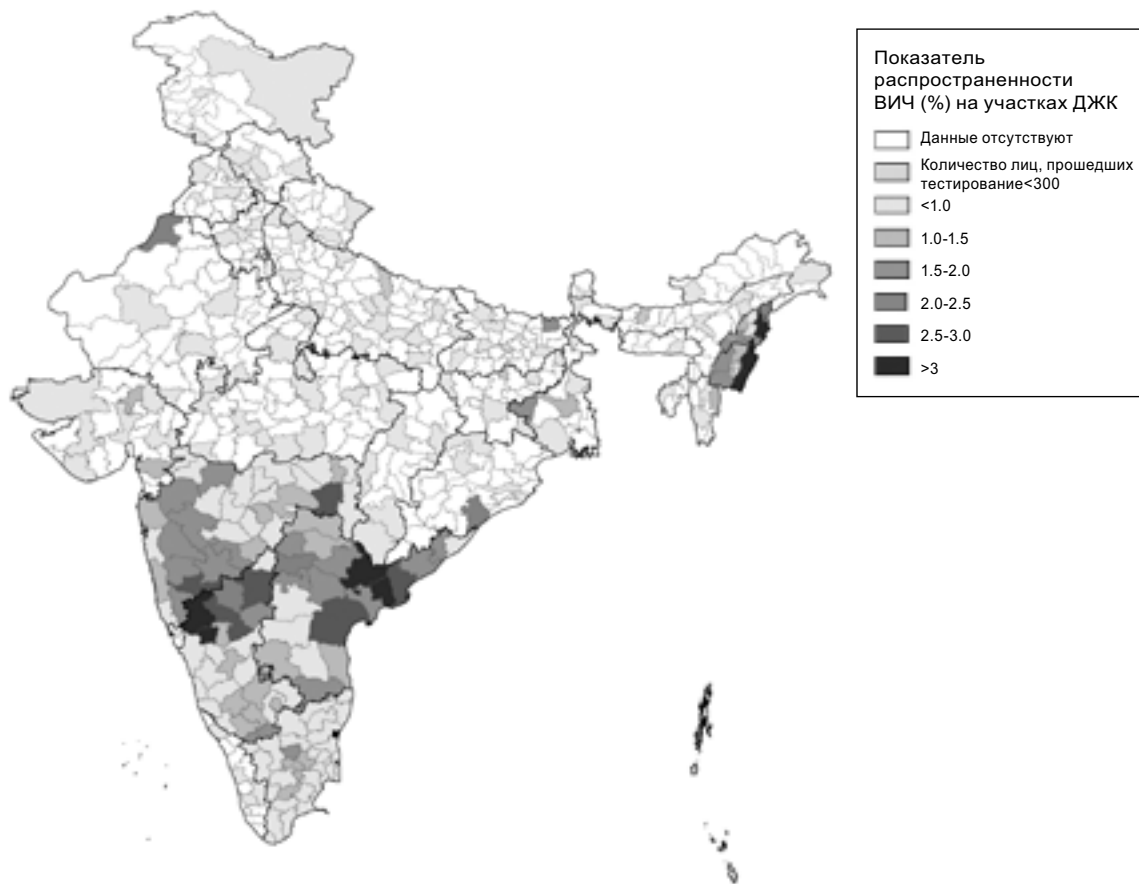 Показатель
распространенности
ВИЧ (%) на участках ДЖК
Данные отсутствуют
Количество лиц, прошедших
тестирование<300
<1.0
1.0-1.5
1.5-2.0
2.0-2.5
2.5-3.0
>3